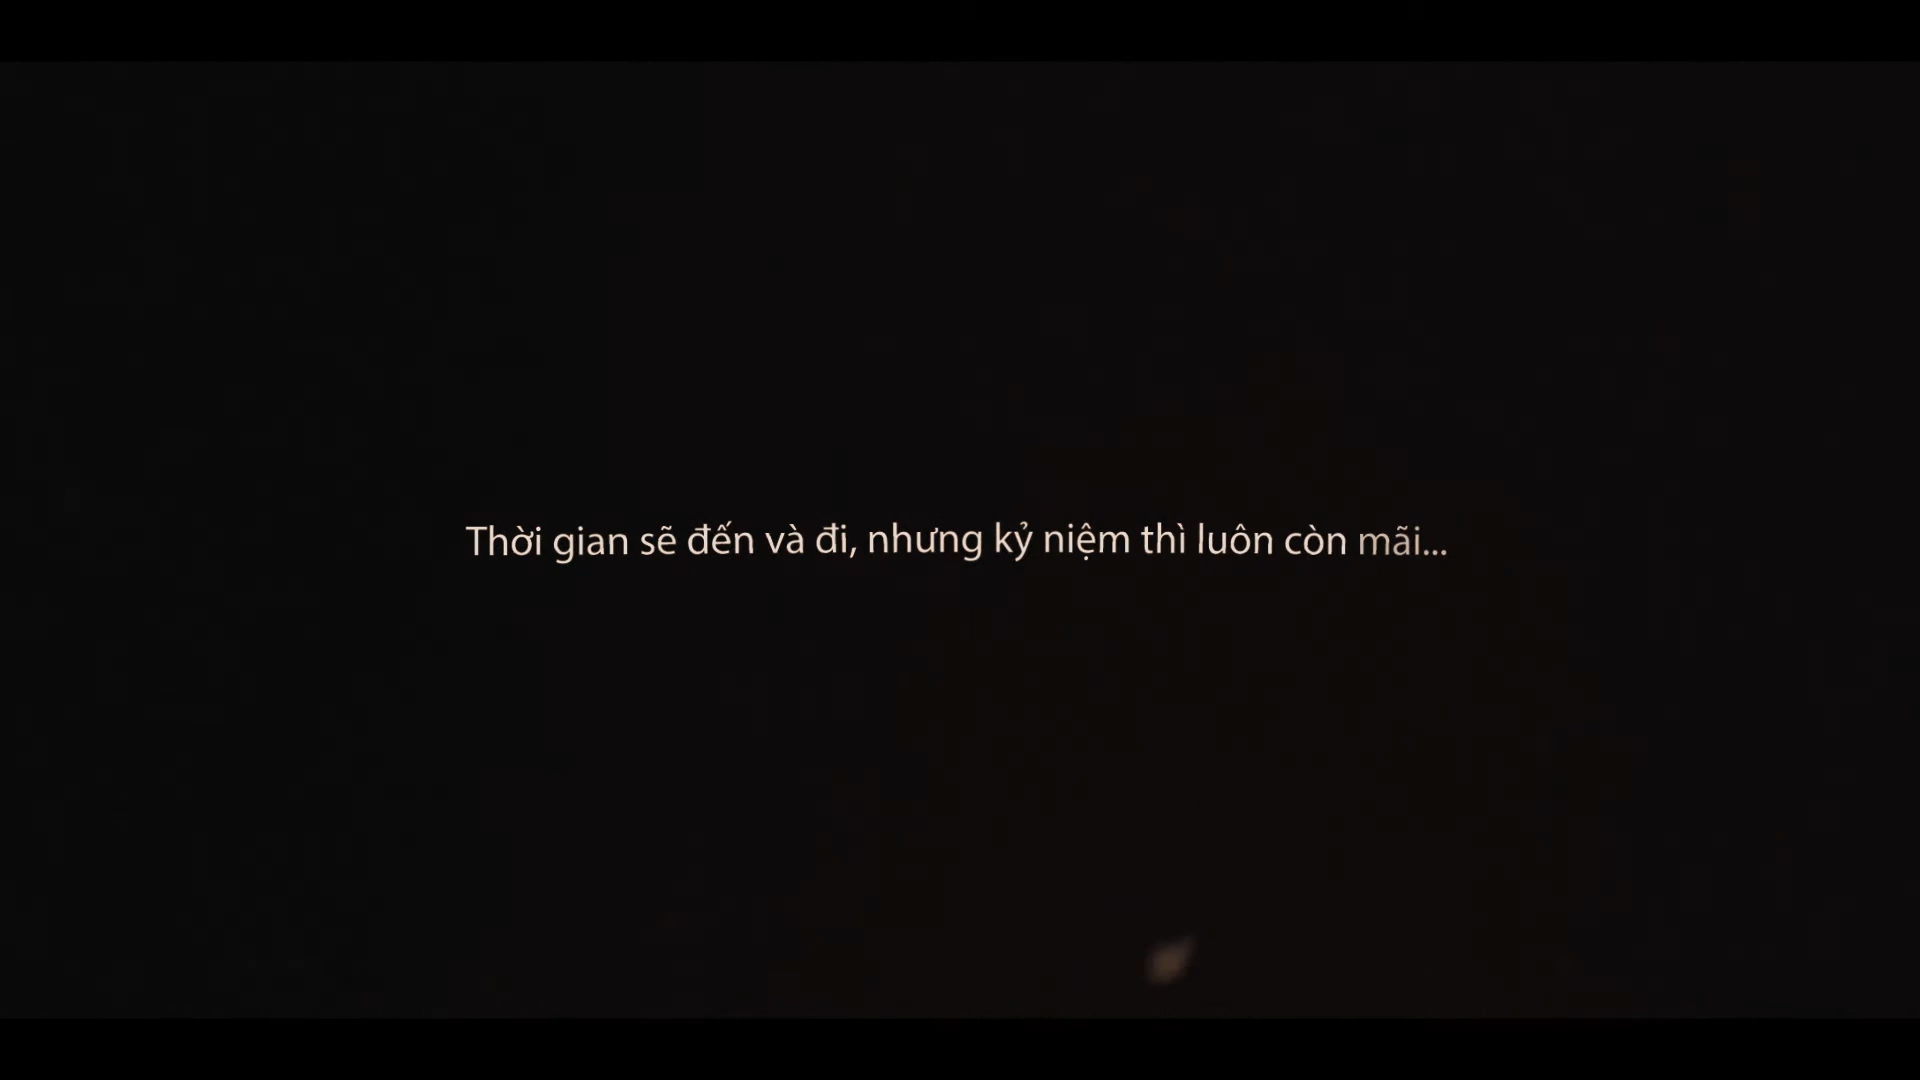 Thời gian sẽ đến và đi, nhưng kỷ niệm thì luôn còn mãi...